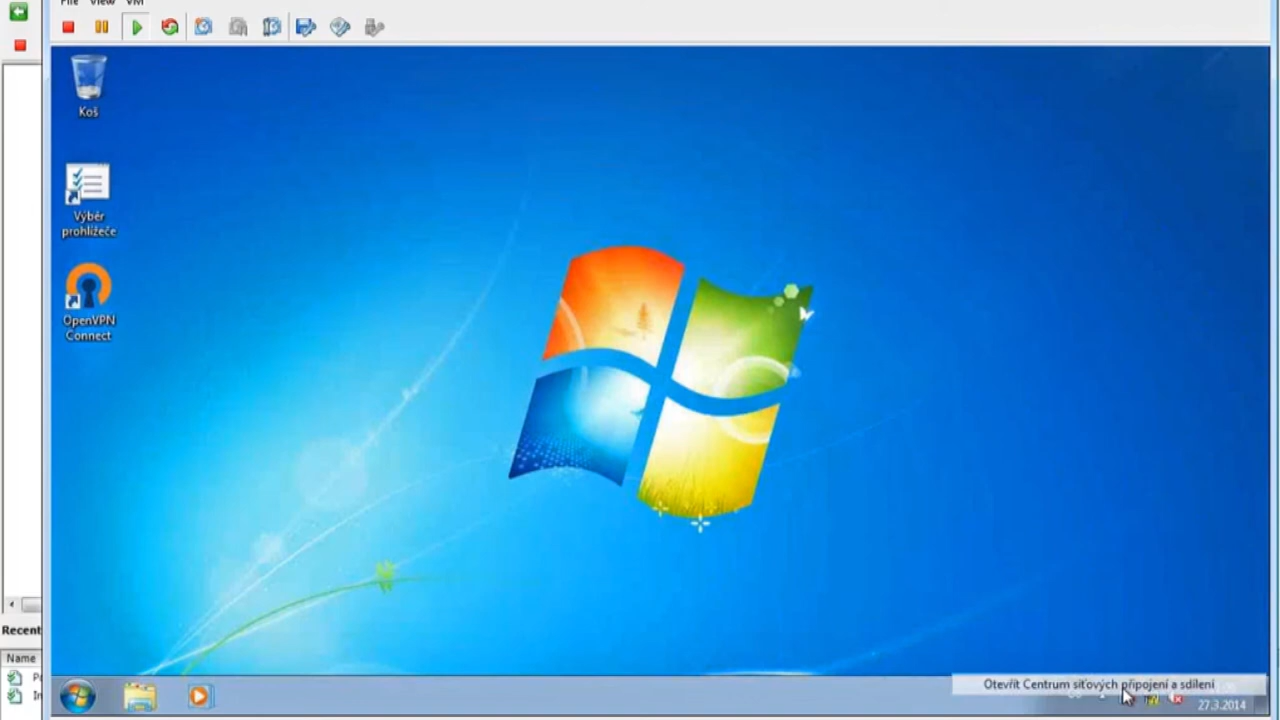 File View VM
Koš
Výběr
prohlížeče
OpenVPN
Connect
Recent
Name
Otevřít Centrum síťových připojení a sdílení
27.3.2014